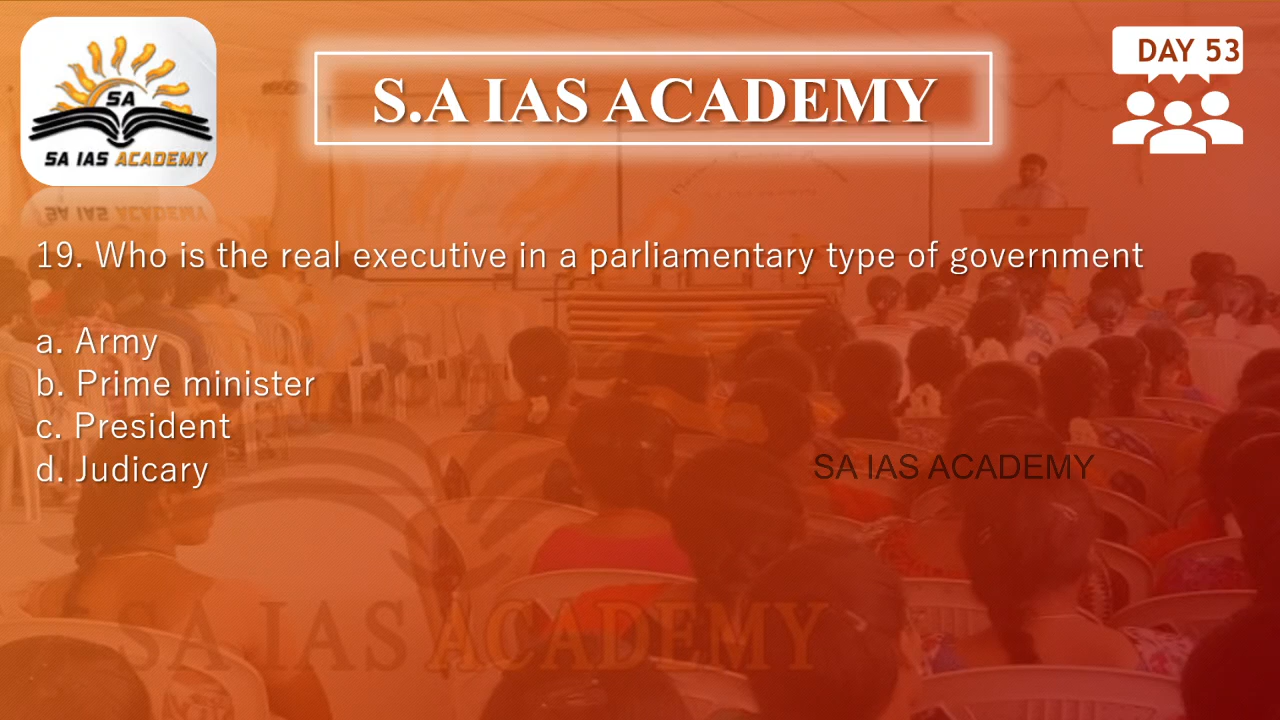 SA
SA IAS ACADEMY
S.A IAS ACADEMY
DAY 53
19. Who is the real executive in a parliamentary type of government
a. Army
b. Prime minister
c. President
d. Judicary
SA IAS ACADEMY
SA IAS ACADEMY